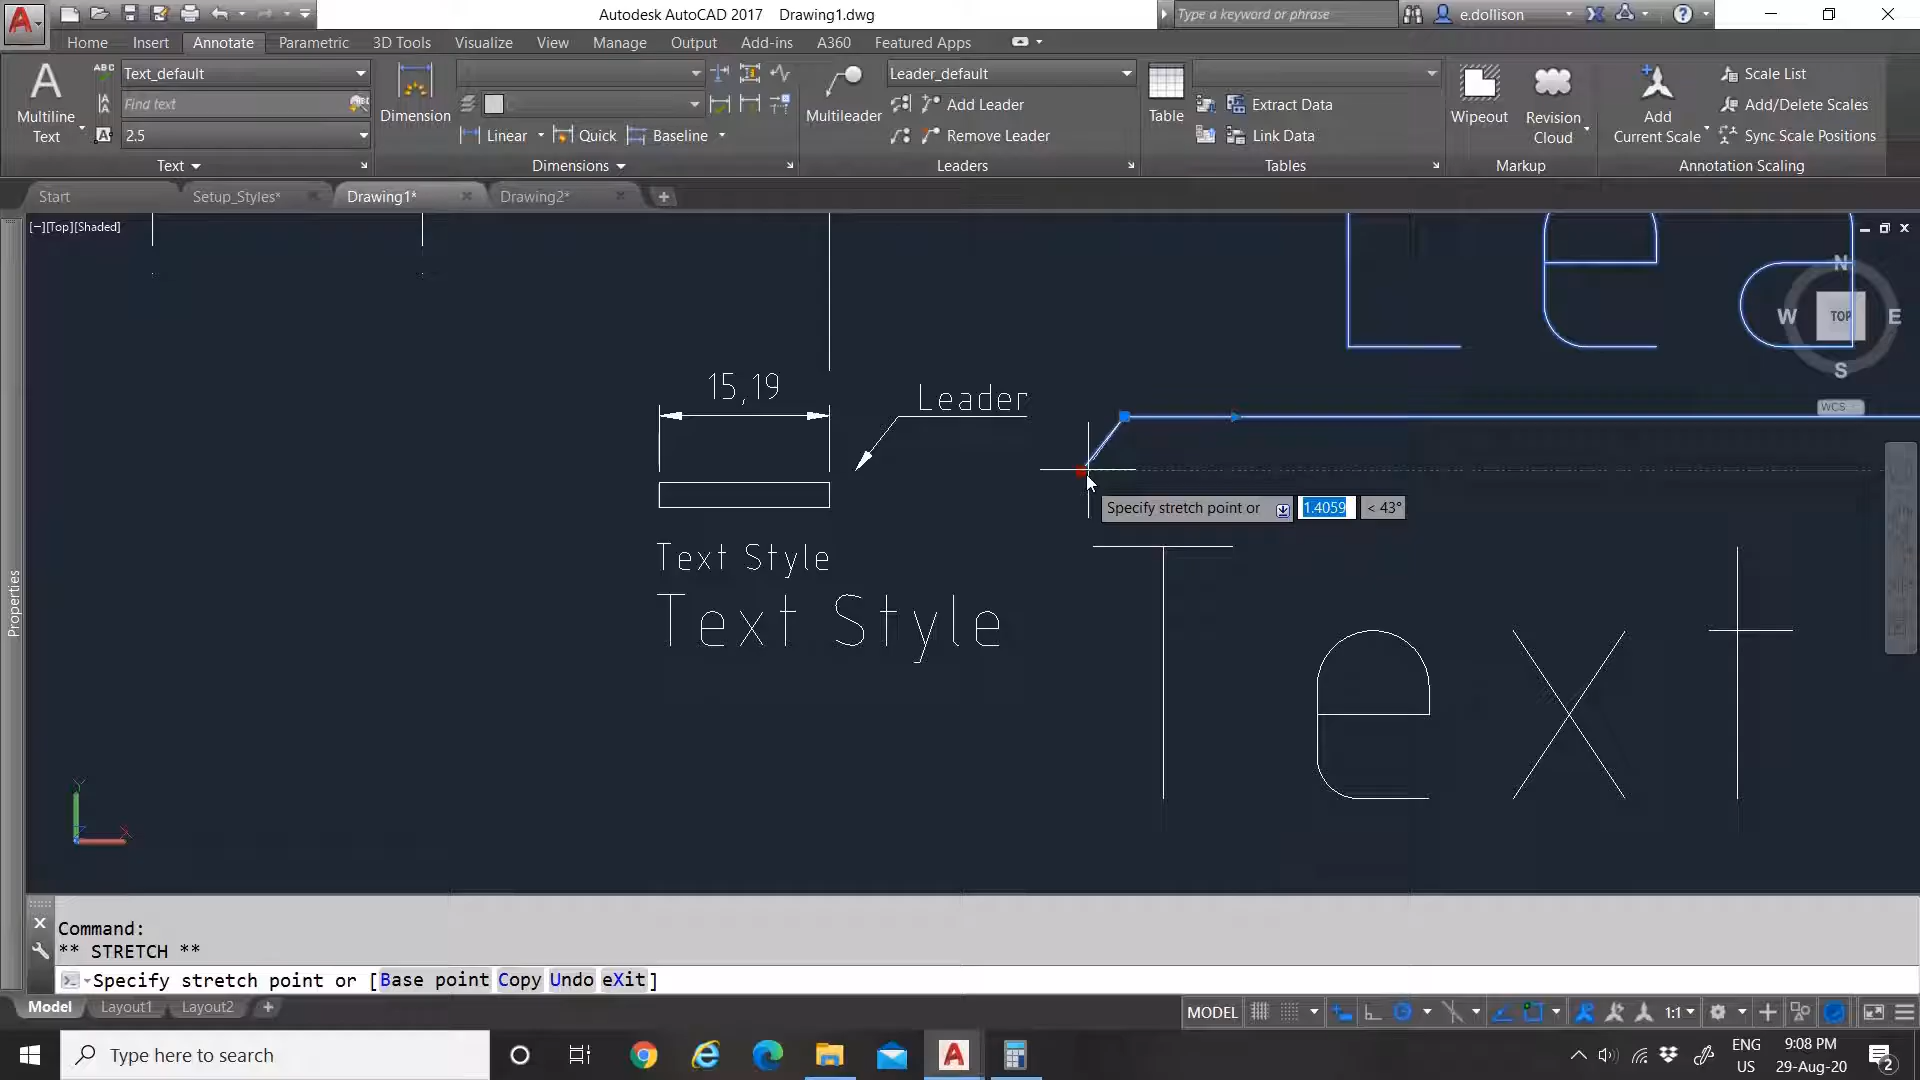 Autodesk AutoCAD 2017 Drawing1.dwg
Type a keyword or phrase
e.dollison
Home Insert Annotate Parametric 3D Tools Visualize View Manage Output Add-ins A360 Featured Apps
Multiline Text
Text_default
Find text
2.5
Text
Dimension
Linear Quick Baseline
Dimensions
Multileader
Leader_default
Add Leader
Remove Leader
Leaders
Table
Extract Data
Link Data
Tables
Wipeout
Revision Cloud
Markup
Add Current Scale
Scale List
Add/Delete Scales
Sync Scale Positions
Annotation Scaling
Start Setup_Styles* Drawing1* Drawing2*
[−][Top][Shaded]
Lea
N
W TOP E
S
WCS
15,19
Leader
Specify stretch point or 1.4059 < 43°
Text Style
Text Style
Text
Properties
Y
X
Command:
** STRETCH **
Specify stretch point or [Base point Copy Undo eXit]
Model Layout1 Layout2
MODEL 1:1
Type here to search
ENG
US
9:08 PM
29-Aug-20
2